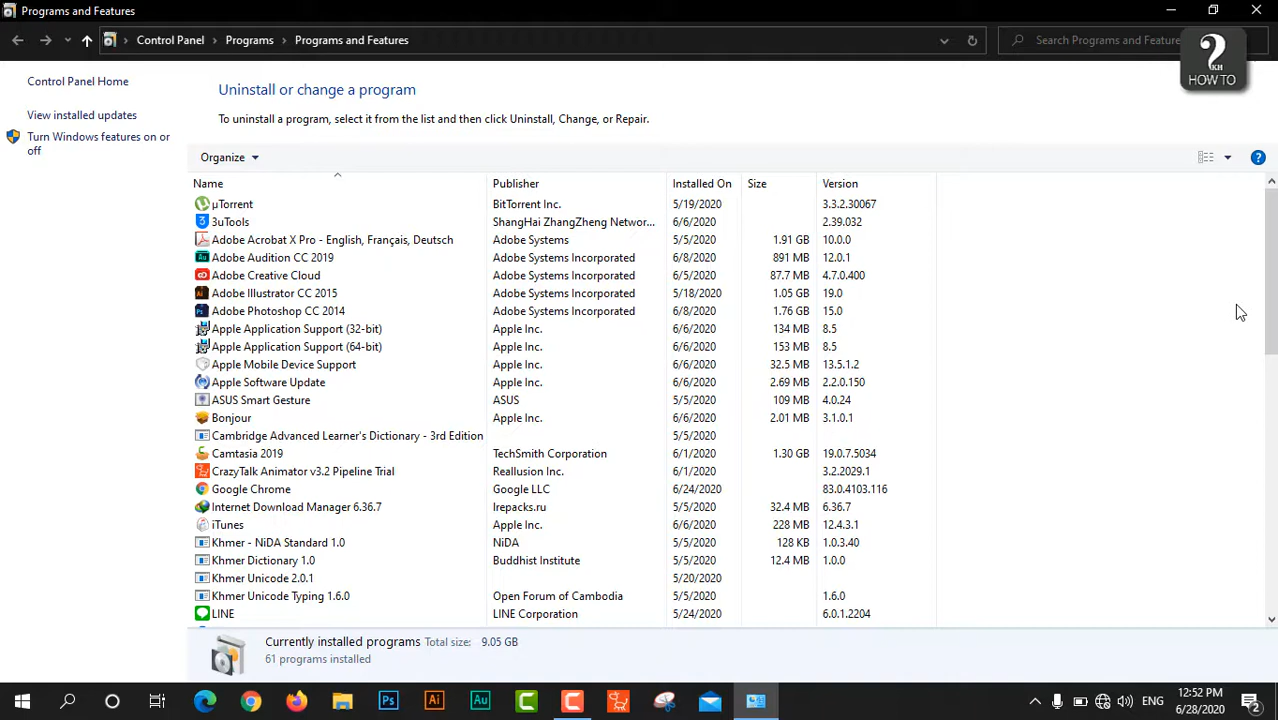 Programs and Features
Control Panel > Programs > Programs and Features
Search Programs and Feature
?
KH
HOW TO
Control Panel Home
View installed updates
Turn Windows features on or
off
Uninstall or change a program
To uninstall a program, select it from the list and then click Uninstall, Change, or Repair.
Organize
Name Publisher Installed On Size Version
µTorrent BitTorrent Inc. 5/19/2020 3.3.2.30067
3uTools ShangHai ZhangZheng Networ... 6/6/2020 2.39.032
Adobe Acrobat X Pro - English, Français, Deutsch Adobe Systems 5/5/2020 1.91 GB 10.0.0
Adobe Audition CC 2019 Adobe Systems Incorporated 6/8/2020 891 MB 12.0.1
Adobe Creative Cloud Adobe Systems Incorporated 6/5/2020 87.7 MB 4.7.0.400
Adobe Illustrator CC 2015 Adobe Systems Incorporated 5/18/2020 1.05 GB 19.0
Adobe Photoshop CC 2014 Adobe Systems Incorporated 6/8/2020 1.76 GB 15.0
Apple Application Support (32-bit) Apple Inc. 6/6/2020 134 MB 8.5
Apple Application Support (64-bit) Apple Inc. 6/6/2020 153 MB 8.5
Apple Mobile Device Support Apple Inc. 6/6/2020 32.5 MB 13.5.1.2
Apple Software Update Apple Inc. 6/6/2020 2.69 MB 2.2.0.150
ASUS Smart Gesture ASUS 5/5/2020 109 MB 4.0.24
Bonjour Apple Inc. 6/6/2020 2.01 MB 3.1.0.1
Cambridge Advanced Learner's Dictionary - 3rd Edition 5/5/2020
Camtasia 2019 TechSmith Corporation 6/1/2020 1.30 GB 19.0.7.5034
CrazyTalk Animator v3.2 Pipeline Trial Reallusion Inc. 6/1/2020 3.2.2029.1
Google Chrome Google LLC 6/24/2020 83.0.4103.116
Internet Download Manager 6.36.7 Irepacks.ru 5/5/2020 32.4 MB 6.36.7
iTunes Apple Inc. 6/6/2020 228 MB 12.4.3.1
Khmer - NiDA Standard 1.0 NiDA 5/5/2020 128 KB 1.0.3.40
Khmer Dictionary 1.0 Buddhist Institute 5/5/2020 12.4 MB 1.0.0
Khmer Unicode 2.0.1 5/20/2020
Khmer Unicode Typing 1.6.0 Open Forum of Cambodia 5/5/2020 1.6.0
LINE LINE Corporation 5/24/2020 6.0.1.2204
Currently installed programs Total size: 9.05 GB
61 programs installed
Ps Ai Au C C
ENG
12:52 PM
6/28/2020
2